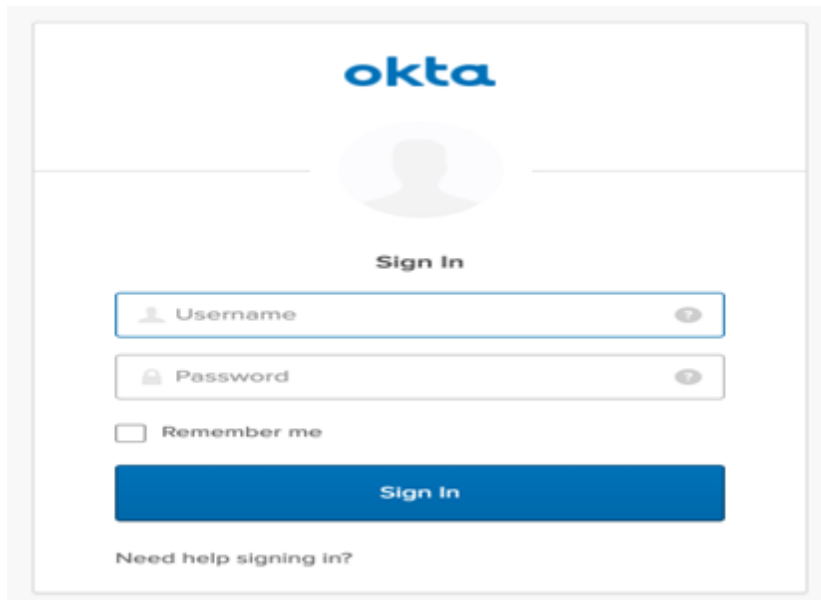 okta
Sign In
Username
Password
Remember me
Sign In
Need help signing in?